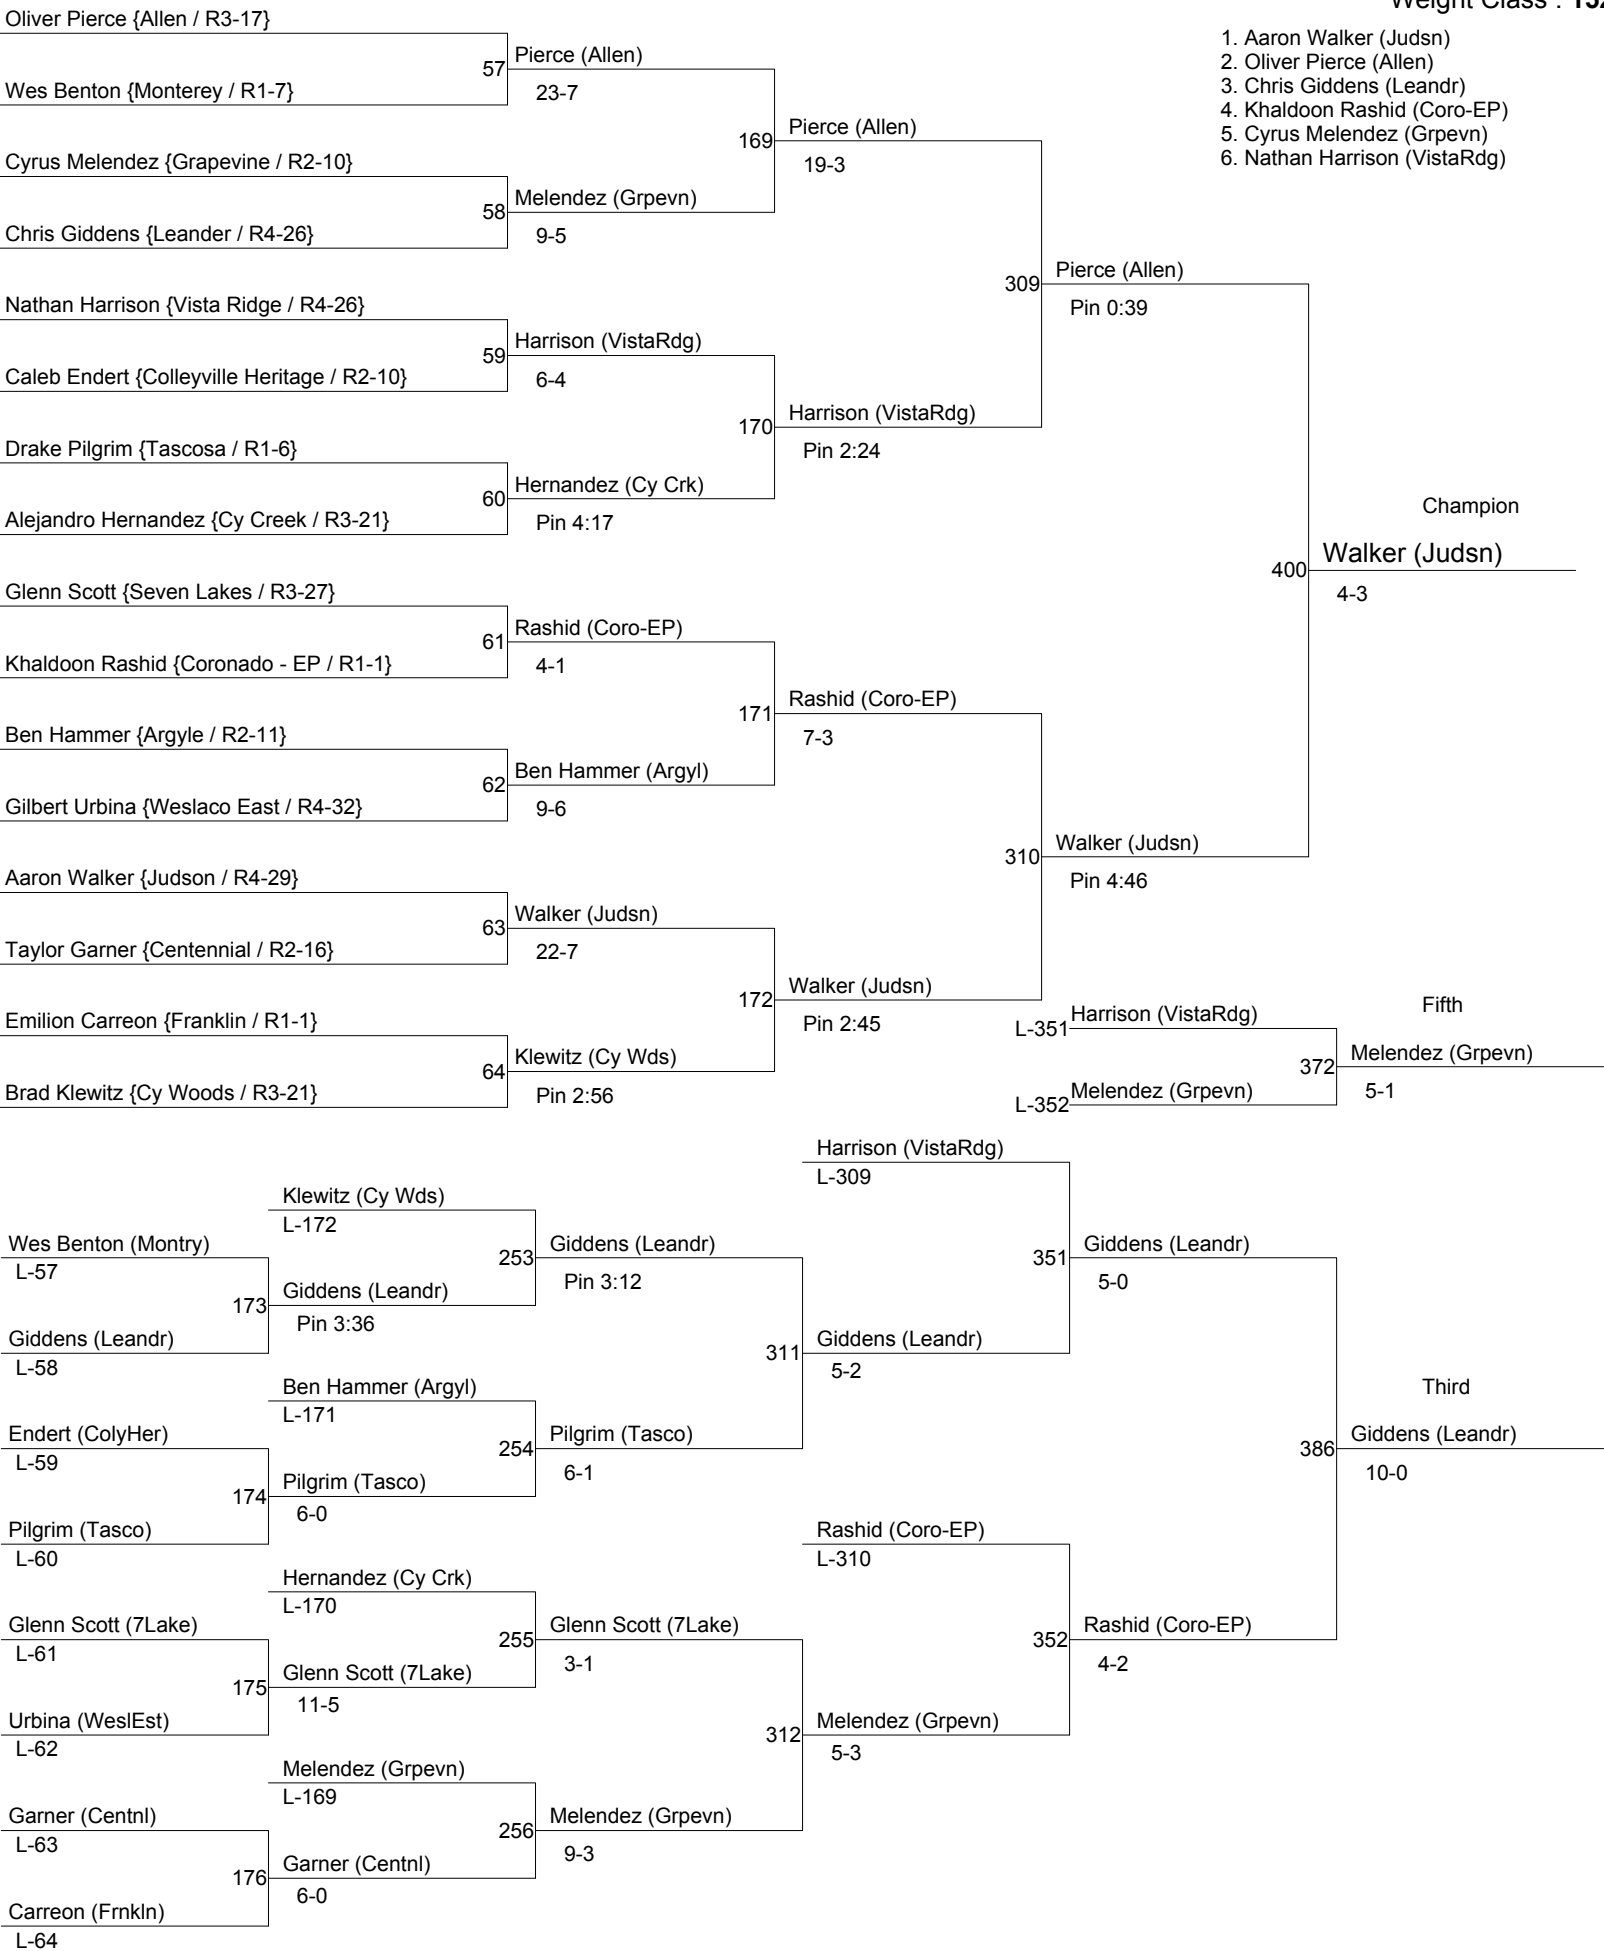 Weight Class :
1. Aaron Walker (Judsn)
2. Oliver Pierce (Allen)
3. Chris Giddens (Leandr)
4. Khaldoon Rashid (Coro-EP)
5. Cyrus Melendez (Grpevn)
6. Nathan Harrison (VistaRdg)
Oliver Pierce {Allen / R3-17}
57
Pierce (Allen)
23-7
Wes Benton {Monterey / R1-7}
169
Pierce (Allen)
19-3
Cyrus Melendez {Grapevine / R2-10}
58
Melendez (Grpevn)
9-5
Chris Giddens {Leander / R4-26}
309
Pierce (Allen)
Pin 0:39
Nathan Harrison {Vista Ridge / R4-26}
59
Harrison (VistaRdg)
6-4
Caleb Endert {Colleyville Heritage / R2-10}
170
Harrison (VistaRdg)
Pin 2:24
Drake Pilgrim {Tascosa / R1-6}
60
Hernandez (Cy Crk)
Pin 4:17
Alejandro Hernandez {Cy Creek / R3-21}
Champion
400
Walker (Judsn)
4-3
Glenn Scott {Seven Lakes / R3-27}
61
Rashid (Coro-EP)
4-1
Khaldoon Rashid {Coronado - EP / R1-1}
171
Rashid (Coro-EP)
7-3
Ben Hammer {Argyle / R2-11}
62
Ben Hammer (Argyl)
9-6
Gilbert Urbina {Weslaco East / R4-32}
310
Walker (Judsn)
Pin 4:46
Aaron Walker {Judson / R4-29}
63
Walker (Judsn)
22-7
Taylor Garner {Centennial / R2-16}
172
Walker (Judsn)
Pin 2:45
Emilion Carreon {Franklin / R1-1}
64
Klewitz (Cy Wds)
Pin 2:56
Brad Klewitz {Cy Woods / R3-21}
Fifth
L-351
Harrison (VistaRdg)
372
Melendez (Grpevn)
5-1
L-352
Melendez (Grpevn)
Harrison (VistaRdg)
L-309
Klewitz (Cy Wds)
L-172
Wes Benton (Montry)
L-57
253
Giddens (Leandr)
Pin 3:12
351
Giddens (Leandr)
5-0
173
Giddens (Leandr)
Pin 3:36
Giddens (Leandr)
L-58
311
Giddens (Leandr)
5-2
Ben Hammer (Argyl)
L-171
Third
Endert (ColyHer)
L-59
254
Pilgrim (Tasco)
6-1
386
Giddens (Leandr)
10-0
174
Pilgrim (Tasco)
6-0
Pilgrim (Tasco)
L-60
Rashid (Coro-EP)
L-310
Hernandez (Cy Crk)
L-170
Glenn Scott (7Lake)
L-61
255
Glenn Scott (7Lake)
3-1
352
Rashid (Coro-EP)
4-2
175
Glenn Scott (7Lake)
11-5
Urbina (WeslEst)
L-62
312
Melendez (Grpevn)
5-3
Melendez (Grpevn)
L-169
Garner (Centnl)
L-63
256
Melendez (Grpevn)
9-3
176
Garner (Centnl)
6-0
Carreon (Frnkln)
L-64